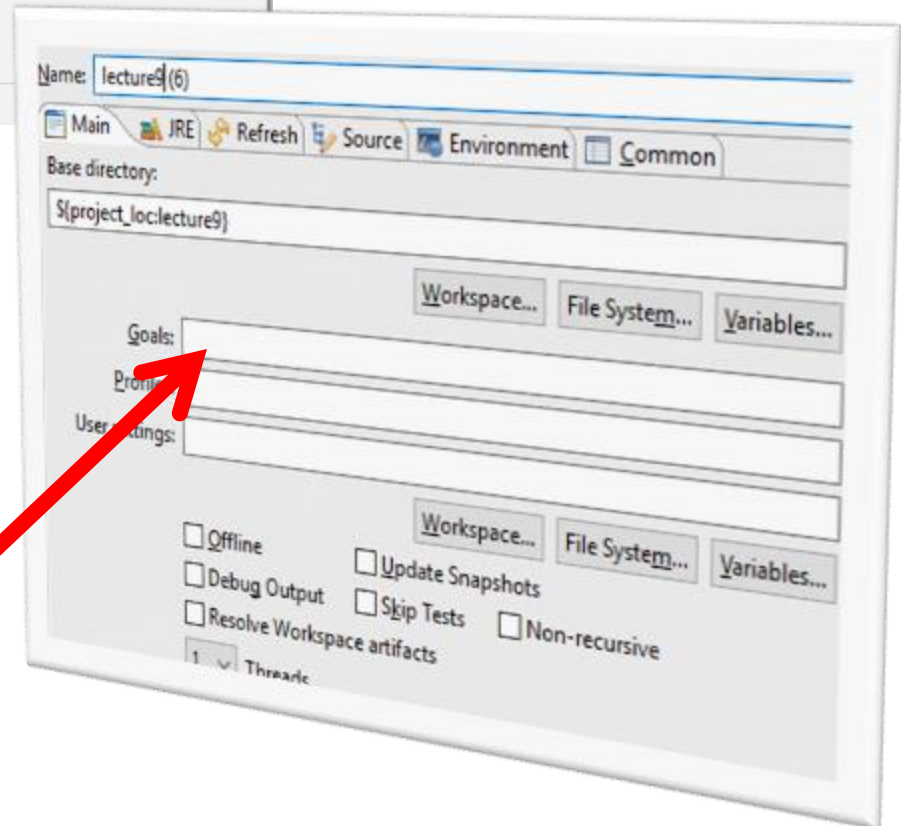 Name: lecture9 (6)
Main JRE Refresh Source Environment Common
Base directory:
${project_loc:lecture9}
Workspace... File System... Variables...
Goals:
User
Workspace... File System... Variables...
Offline Update Snapshots
Debug Output Skip Tests Non-recursive
Resolve Workspace artifacts
1 Threads